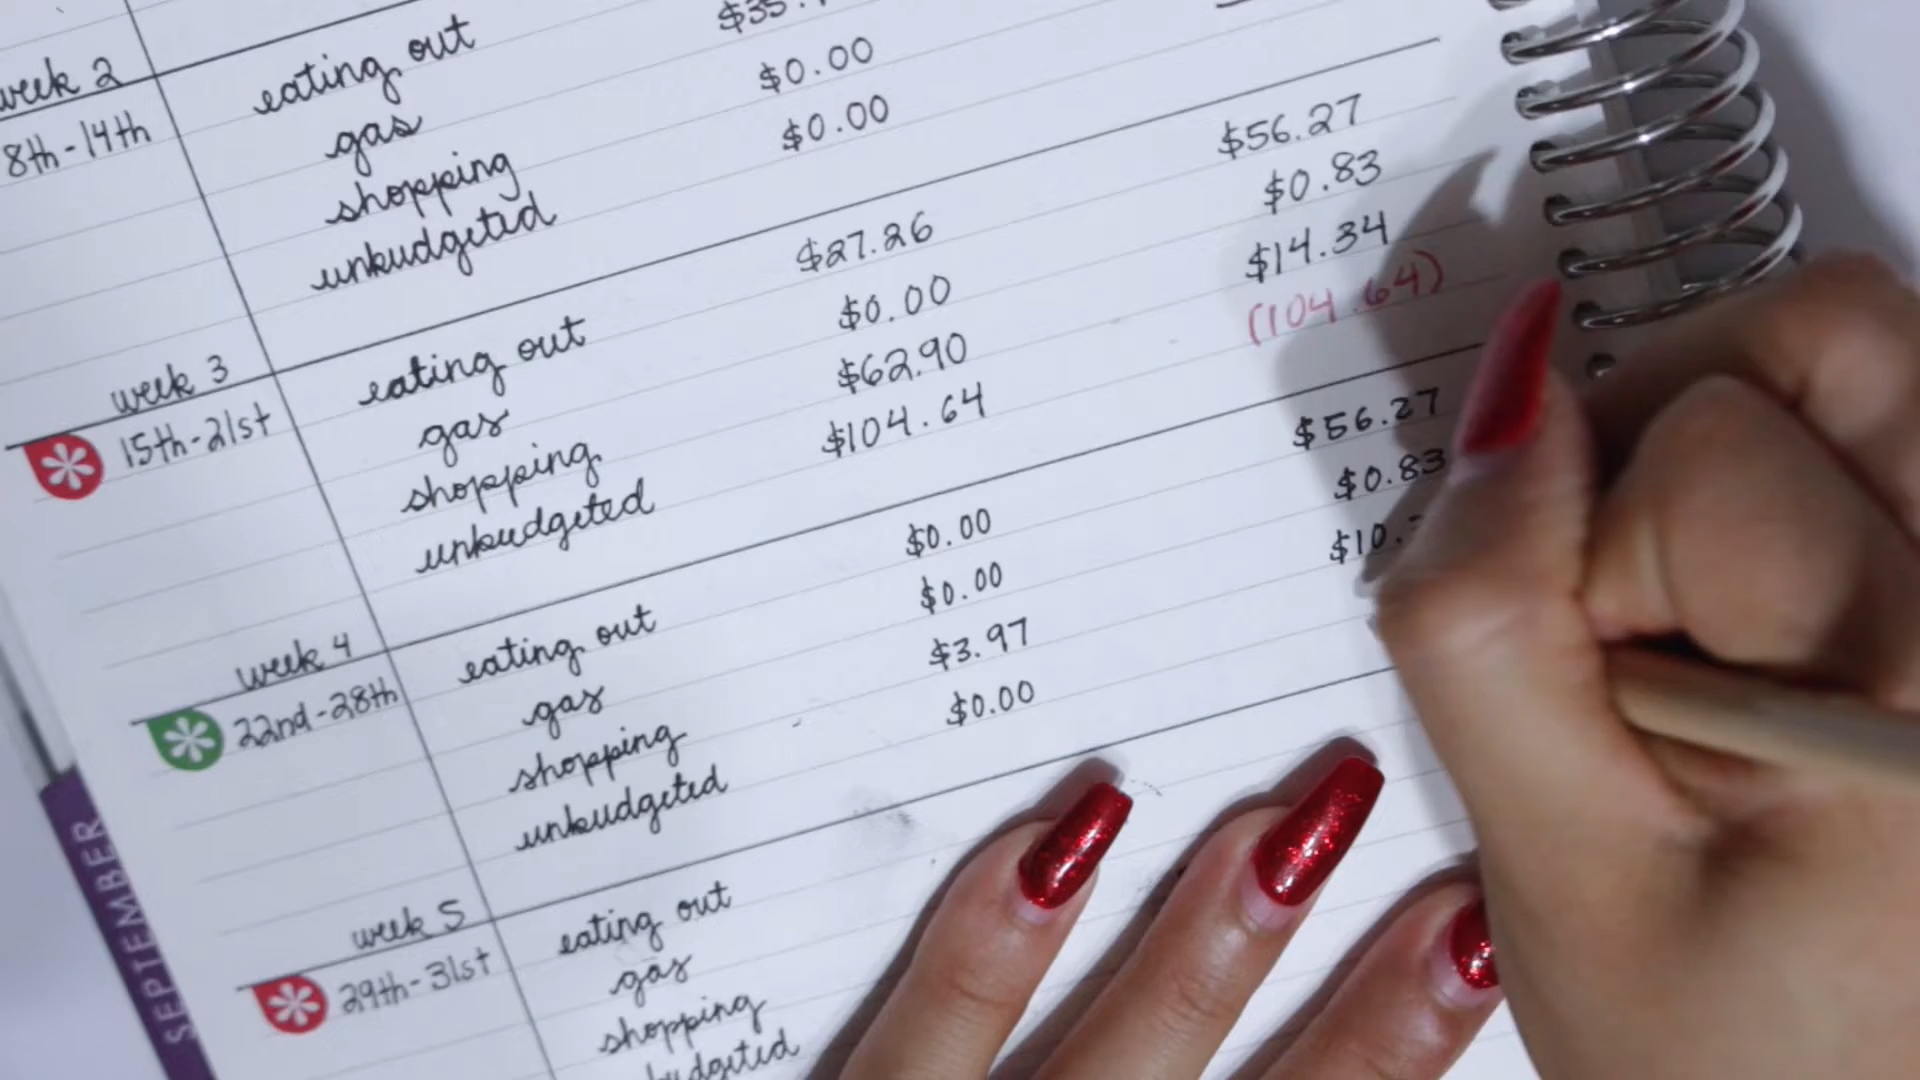 week 2
8th-14th
eating out
gas $0.00
shopping $0.00
unbudgeted
week 3
15th-21st
eating out $27.26 $56.27
gas $0.00 $0.83
shopping $62.90 $14.34
unbudgeted $104.64 (104.64)
week 4
22nd-28th
eating out $0.00 $56.27
gas $0.00 $0.83
shopping $3.97 $10.
unbudgeted $0.00
week 5
29th-31st
eating out
gas
shopping
budgeted
SEPTEMBER